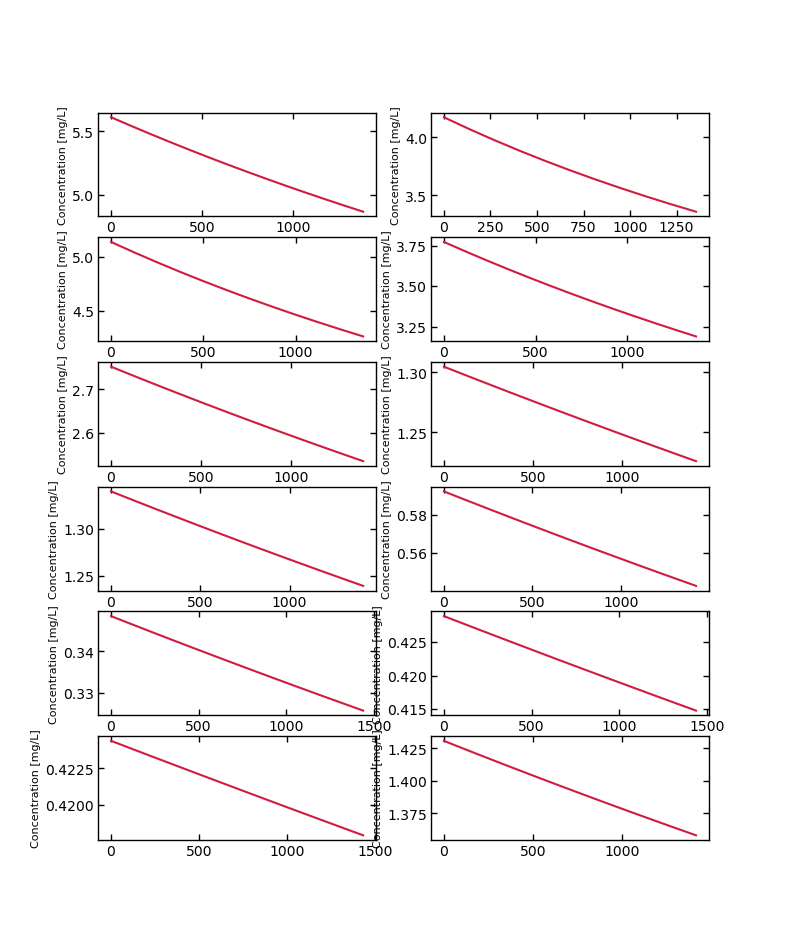 Concentration [mg/L]
5.5
5.0
0 500 1000
Concentration [mg/L]
4.0
3.5
0 250 500 750 1000 1250
Concentration [mg/L]
5.0
4.5
0 500 1000
Concentration [mg/L]
3.75
3.50
3.25
0 500 1000
Concentration [mg/L]
2.7
2.6
0 500 1000
Concentration [mg/L]
1.30
1.25
0 500 1000
Concentration [mg/L]
1.30
1.25
0 500 1000
Concentration [mg/L]
0.58
0.56
0 500 1000
Concentration [mg/L]
0.34
0.33
0 500 1000 1500
Concentration [mg/L]
0.425
0.420
0.415
0 500 1000 1500
Concentration [mg/L]
0.4225
0.4200
0 500 1000 1500
Concentration [mg/L]
1.425
1.400
1.375
0 500 1000